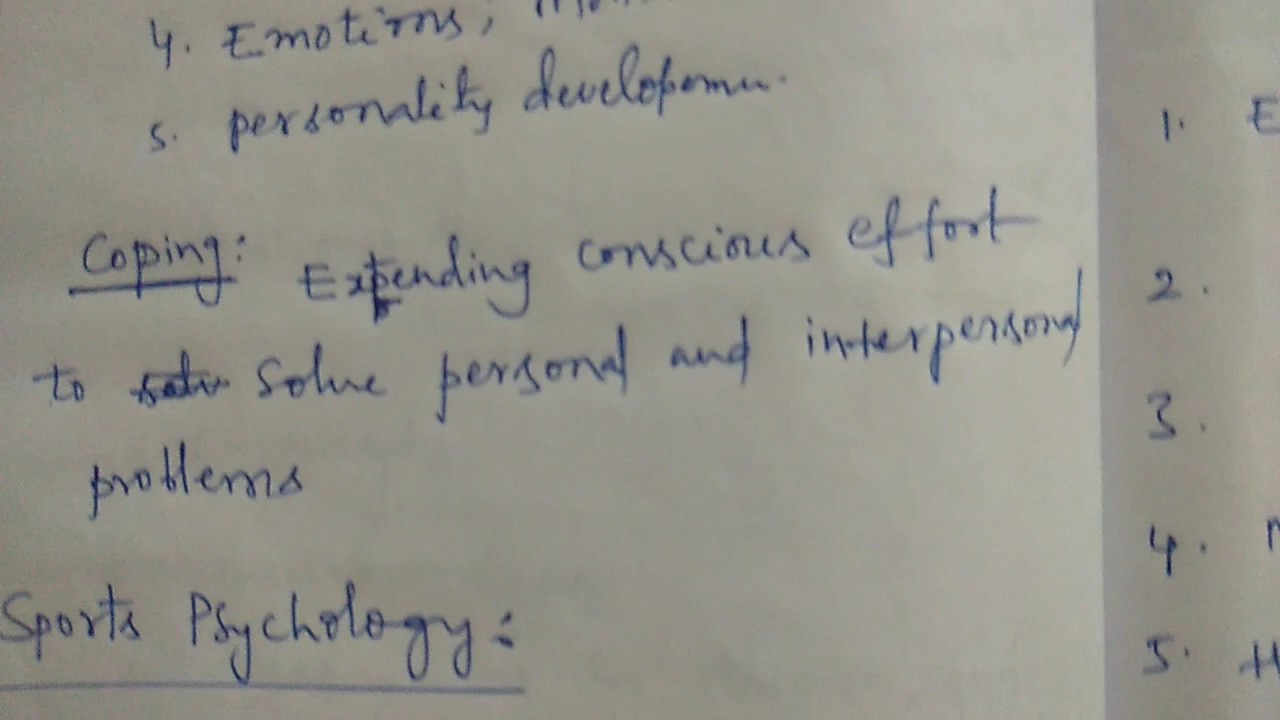 4. Emotions,
5. personality developemu.
Coping: Expending conscious effort
to solve personal and interpersonal
problems
Sports Psychology:
1. E
2.
3.
4.
5. H